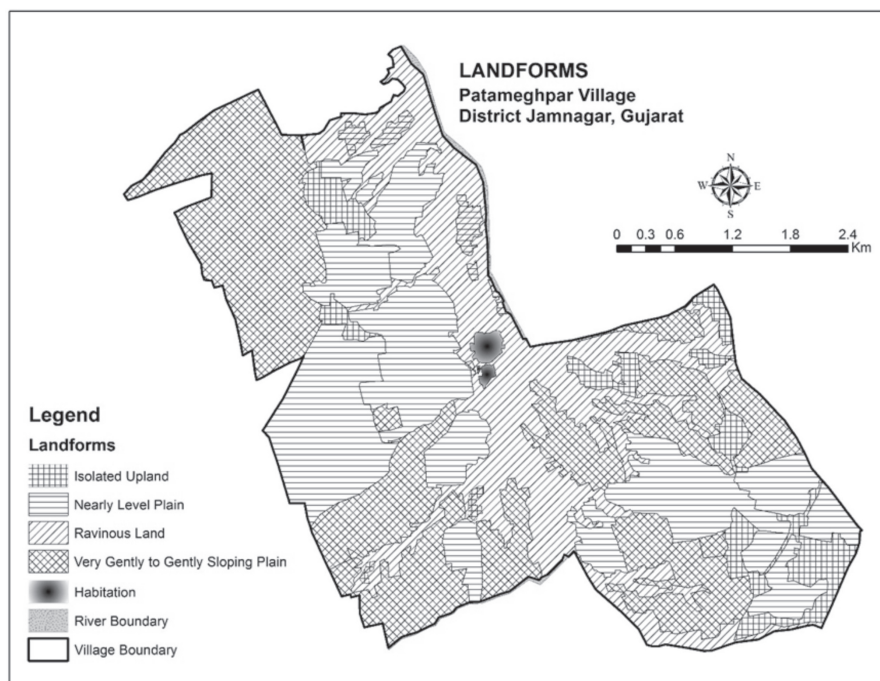 LANDFORMS
Patameghpar Village
District Jamnagar, Gujarat
N
W E
S
0 0.3 0.6 1.2 1.8 2.4
Km
Legend
Landforms
Isolated Upland
Nearly Level Plain
Ravinous Land
Very Gently to Gently Sloping Plain
Habitation
River Boundary
Village Boundary